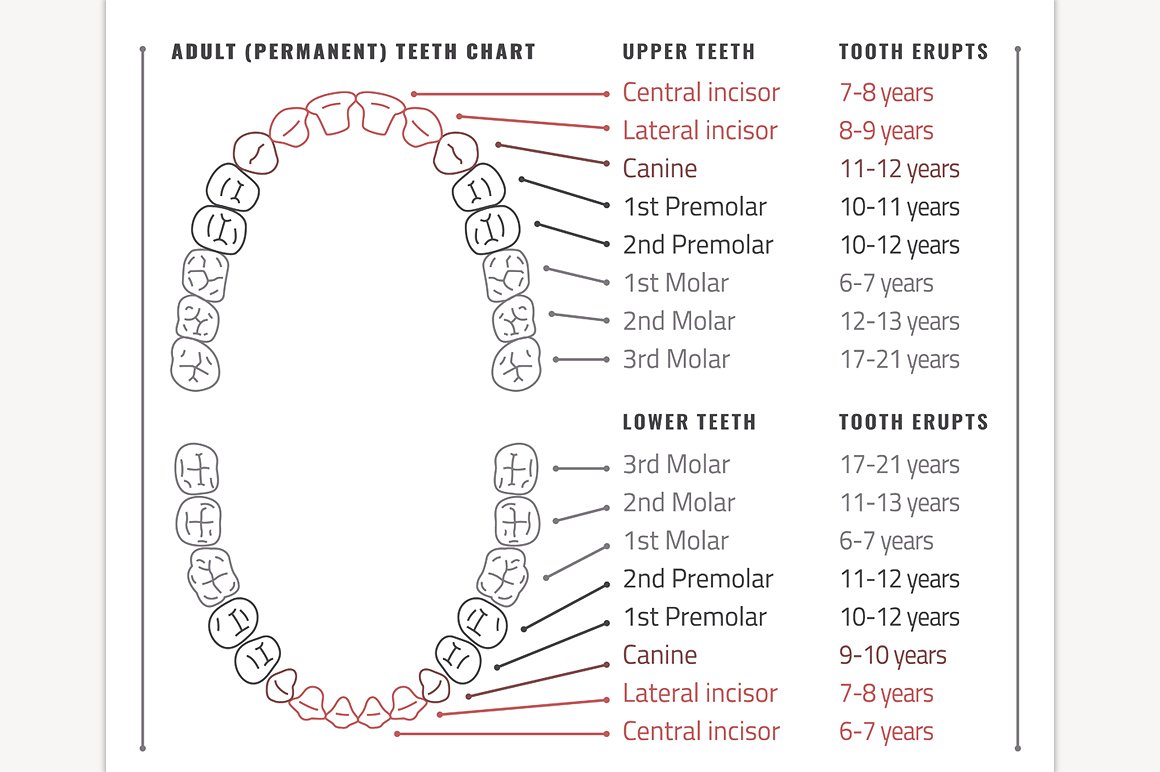 ADULT (PERMANENT) TEETH CHART
UPPER TEETH TOOTH ERUPTS
Central incisor 7-8 years
Lateral incisor 8-9 years
Canine 11-12 years
1st Premolar 10-11 years
2nd Premolar 10-12 years
1st Molar 6-7 years
2nd Molar 12-13 years
3rd Molar 17-21 years
LOWER TEETH TOOTH ERUPTS
3rd Molar 17-21 years
2nd Molar 11-13 years
1st Molar 6-7 years
2nd Premolar 11-12 years
1st Premolar 10-12 years
Canine 9-10 years
Lateral incisor 7-8 years
Central incisor 6-7 years